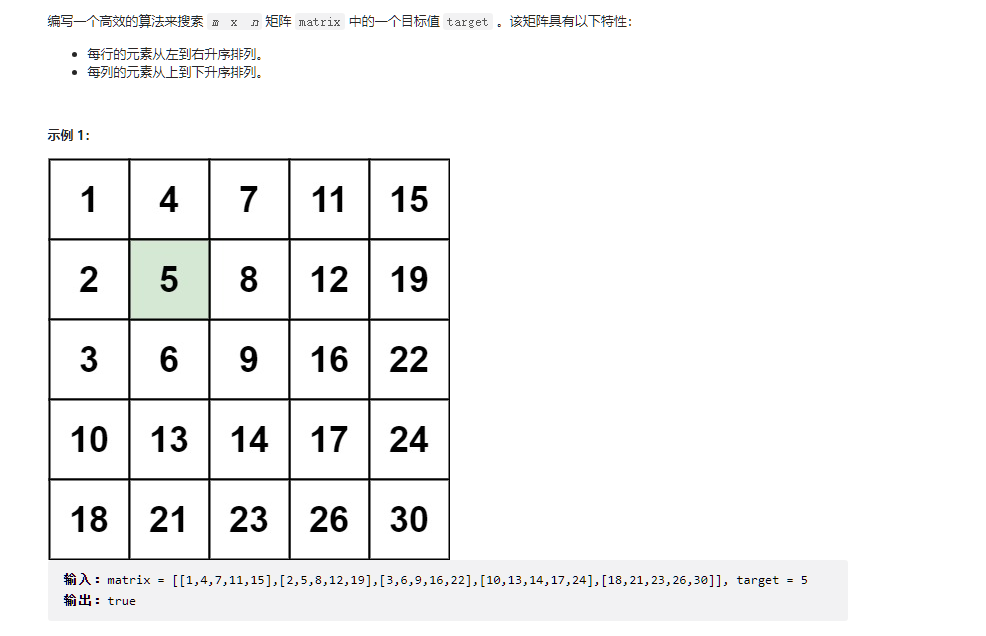 编写一个高效的算法来搜索 m x n 矩阵 matrix 中的一个目标值 target 。该矩阵具有以下特性：
每行的元素从左到右升序排列。
每列的元素从上到下升序排列。
示例 1：
1 4 7 11 15
2 5 8 12 19
3 6 9 16 22
10 13 14 17 24
18 21 23 26 30
输入：matrix = [[1,4,7,11,15],[2,5,8,12,19],[3,6,9,16,22],[10,13,14,17,24],[18,21,23,26,30]], target = 5
输出：true